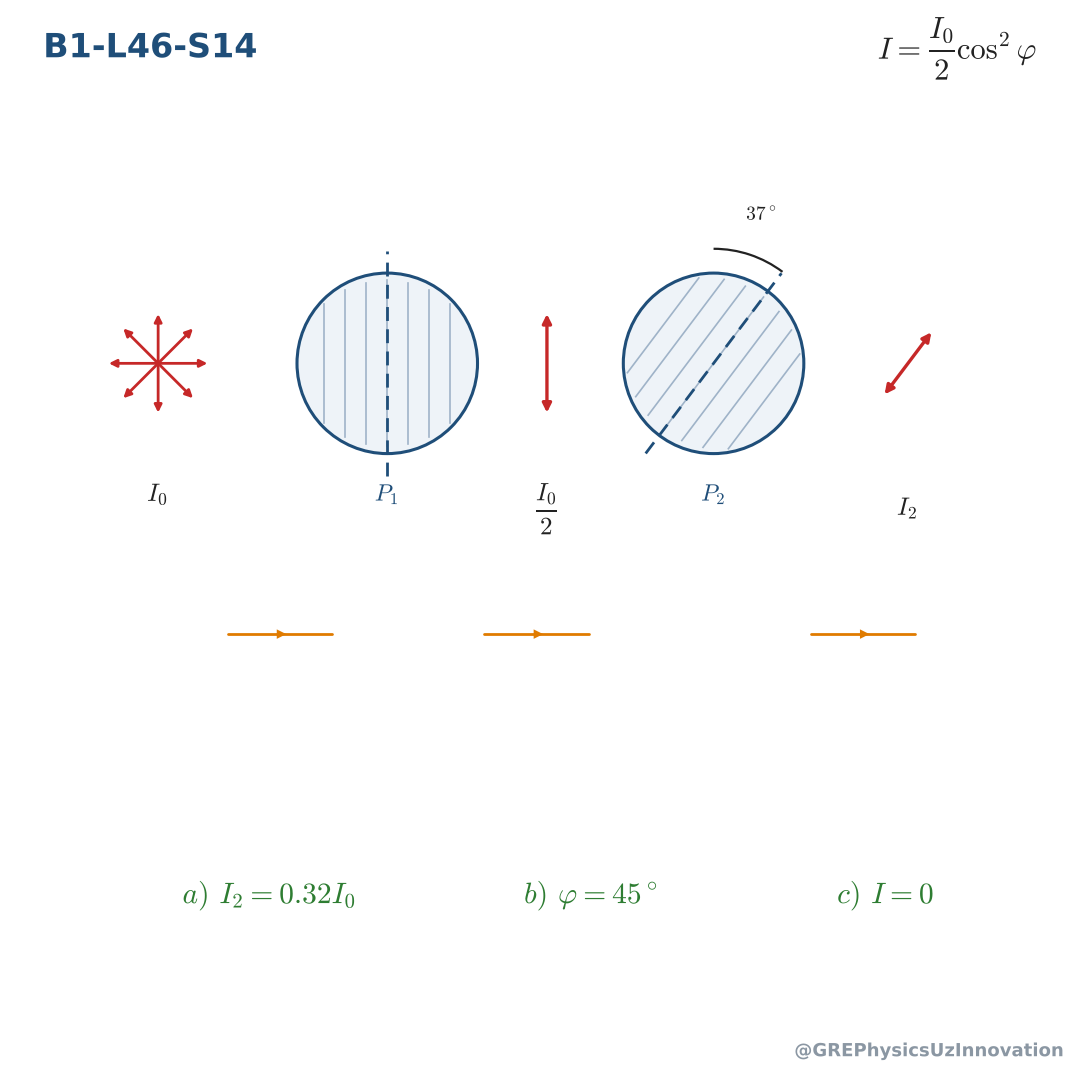 B1-L46-S14
I = I₀/2 cos² φ
37°
I₀
P₁
I₀/2
P₂
I₂
a) I₂ = 0.32I₀
b) φ = 45°
c) I = 0
@GREPhysicsUzInnovation